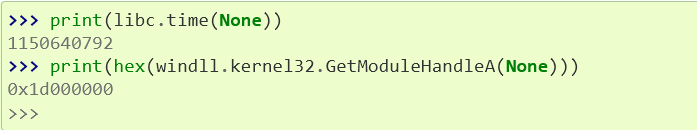 >>> print(libc.time(None))
1150640792
>>> print(hex(windll.kernel32.GetModuleHandleA(None)))
0x1d000000
>>>